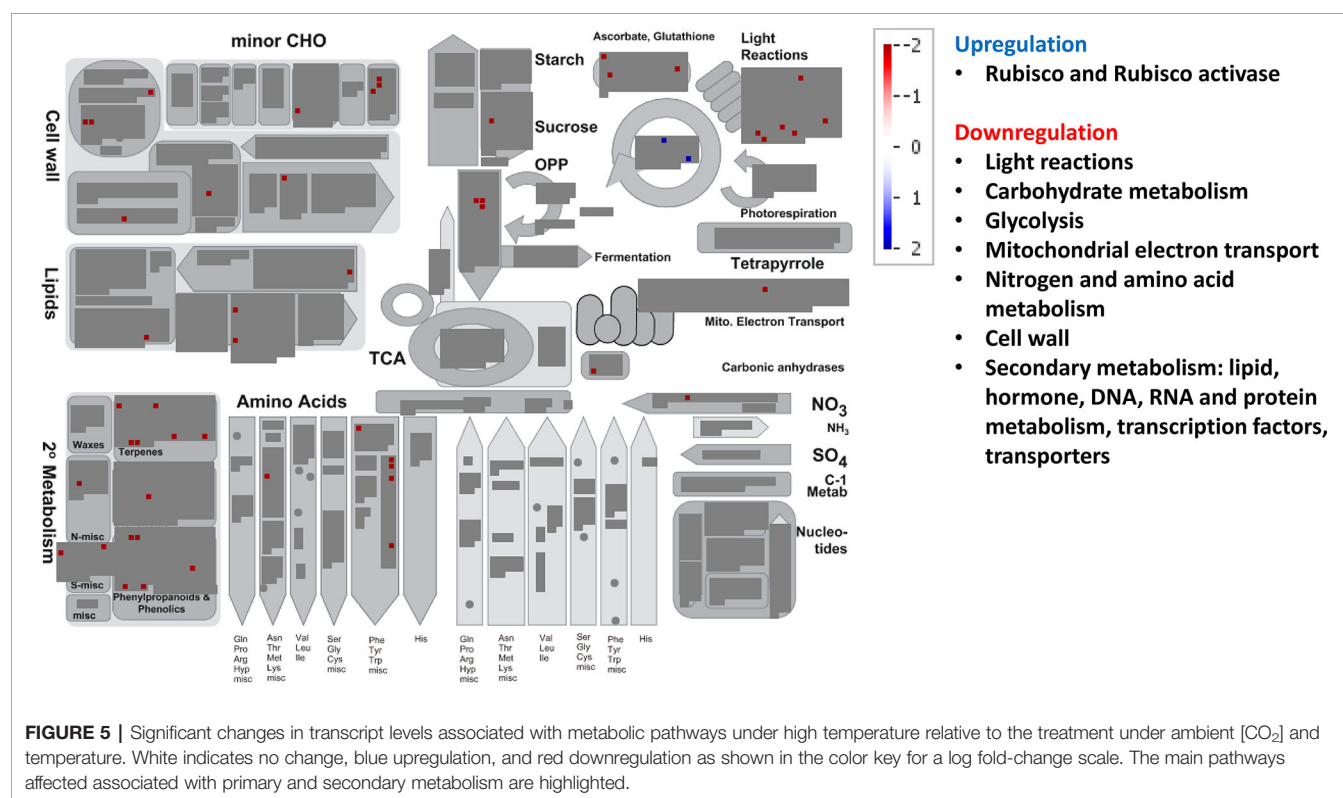 minor CHO
Cell wall
Lipids
2º Metabolism
Starch
Sucrose
OPP
Fermentation
TCA
Ascorbate, Glutathione
Light
Reactions
Photorespiration
Tetrapyrrole
Mito. Electron Transport
Carbonic anhydrases
Amino Acids
NO3
NH3
SO4
C-1
Metab
Nucleo-
tides
Waxes
Terpenes
N-misc
S-misc
misc
Phenylpropanoids &
Phenolics
Gln
Pro
Arg
Hyp
misc
Asn
Thr
Met
Lys
misc
Val
Leu
Ile
Ser
Gly
Cys
misc
Phe
Tyr
Trp
misc
His
Gln
Pro
Arg
Hyp
misc
Asn
Thr
Met
Lys
misc
Val
Leu
Ile
Ser
Gly
Cys
misc
Phe
Tyr
Trp
misc
His
-2
-1
0
1
2
Upregulation
• Rubisco and Rubisco activase
Downregulation
• Light reactions
• Carbohydrate metabolism
• Glycolysis
• Mitochondrial electron transport
• Nitrogen and amino acid
metabolism
• Cell wall
• Secondary metabolism: lipid,
hormone, DNA, RNA and protein
metabolism, transcription factors,
transporters
FIGURE 5 | Significant changes in transcript levels associated with metabolic pathways under high temperature relative to the treatment under ambient [CO2] and
temperature. White indicates no change, blue upregulation, and red downregulation as shown in the color key for a log fold-change scale. The main pathways
affected associated with primary and secondary metabolism are highlighted.